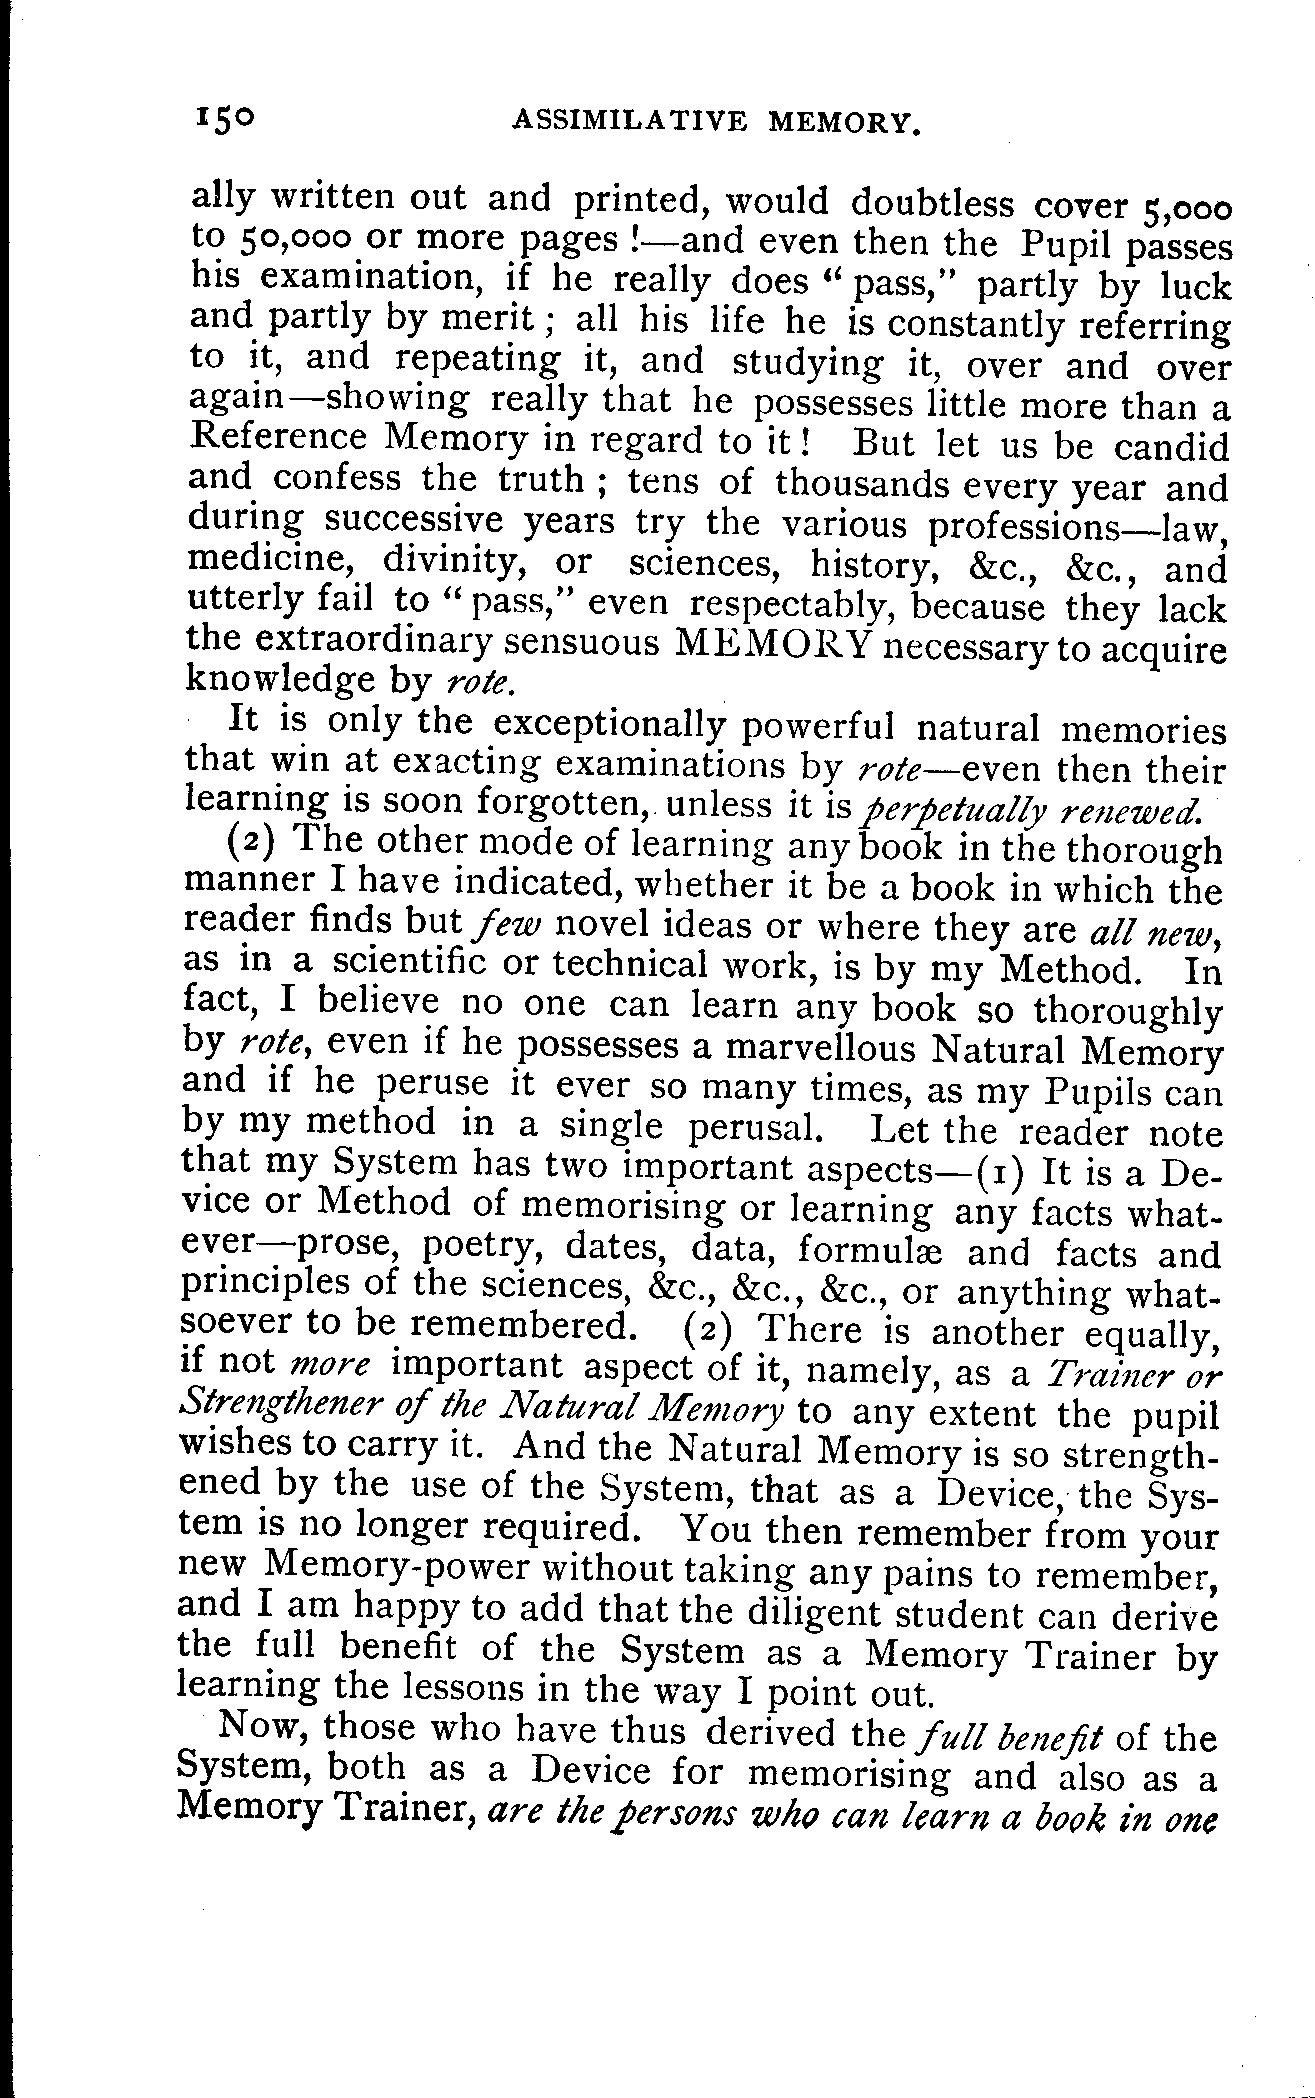 150 ASSIMILATIVE MEMORY.
ally written out and printed, would doubtless cover 5,000
to 50,000 or more pages !—and even then the Pupil passes
his examination, if he really does “ pass,” partly by luck
and partly by merit ; all his life he is constantly referring
to it, and repeating it, and studying it, over and over
again—showing really that he possesses little more than a
Reference Memory in regard to it ! But let us be candid
and confess the truth ; tens of thousands every year and
during successive years try the various professions—law,
medicine, divinity, or sciences, history, &c., &c., and
utterly fail to “ pass,” even respectably, because they lack
the extraordinary sensuous MEMORY necessary to acquire
knowledge by rote.
It is only the exceptionally powerful natural memories
that win at exacting examinations by rote—even then their
learning is soon forgotten, unless it is perpetually renewed.
(2) The other mode of learning any book in the thorough
manner I have indicated, whether it be a book in which the
reader finds but few novel ideas or where they are all new,
as in a scientific or technical work, is by my Method. In
fact, I believe no one can learn any book so thoroughly
by rote, even if he possesses a marvellous Natural Memory
and if he peruse it ever so many times, as my Pupils can
by my method in a single perusal. Let the reader note
that my System has two important aspects—(1) It is a De-
vice or Method of memorising or learning any facts what-
ever—prose, poetry, dates, data, formulæ and facts and
principles of the sciences, &c., &c., &c., or anything what-
soever to be remembered. (2) There is another equally,
if not more important aspect of it, namely, as a Trainer or
Strengthener of the Natural Memory to any extent the pupil
wishes to carry it. And the Natural Memory is so strength-
ened by the use of the System, that as a Device, the Sys-
tem is no longer required. You then remember from your
new Memory-power without taking any pains to remember,
and I am happy to add that the diligent student can derive
the full benefit of the System as a Memory Trainer by
learning the lessons in the way I point out.
Now, those who have thus derived the full benefit of the
System, both as a Device for memorising and also as a
Memory Trainer, are the persons who can learn a book in one